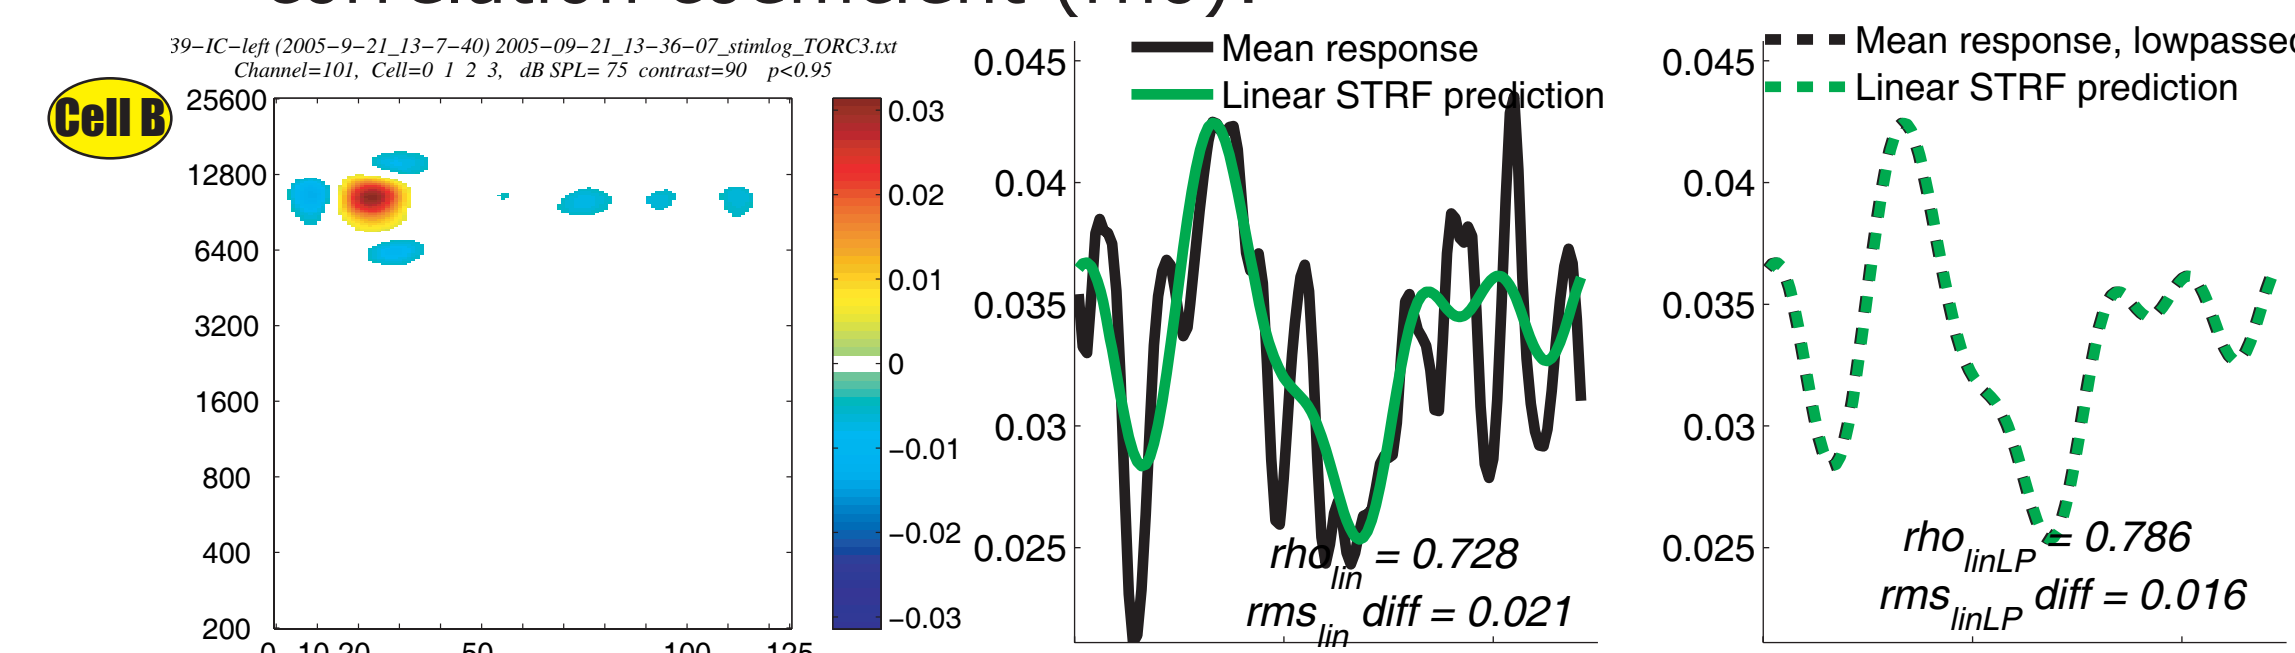 correlation coefficient (rho).
39−IC−left (2005−9−21_13−7−40) 2005−09−21_13−36−07_stimlog_TORC3.txt
Channel=101, Cell=0 1 2 3, dB SPL= 75 contrast=90 p<0.95
Cell B
25600
12800
6400
3200
1600
800
400
200
0 10 20 50 100 125
0.03
0.02
0.01
0
−0.01
−0.02
−0.03
Mean response
Linear STRF prediction
0.045
0.04
0.035
0.03
0.025
rho_lin = 0.728
rms_lin diff = 0.021
Mean response, lowpassed
Linear STRF prediction
0.045
0.04
0.035
0.03
0.025
rho_linLP = 0.786
rms_linLP diff = 0.016